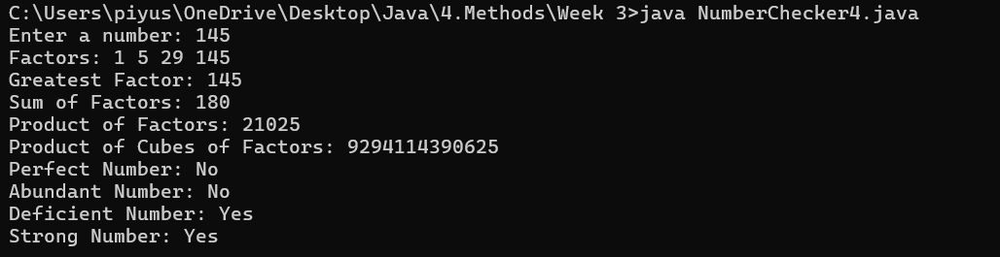 C:\Users\piyus\OneDrive\Desktop\Java\4.Methods\Week 3>java NumberChecker4.java
Enter a number: 145
Factors: 1 5 29 145
Greatest Factor: 145
Sum of Factors: 180
Product of Factors: 21025
Product of Cubes of Factors: 9294114390625
Perfect Number: No
Abundant Number: No
Deficient Number: Yes
Strong Number: Yes